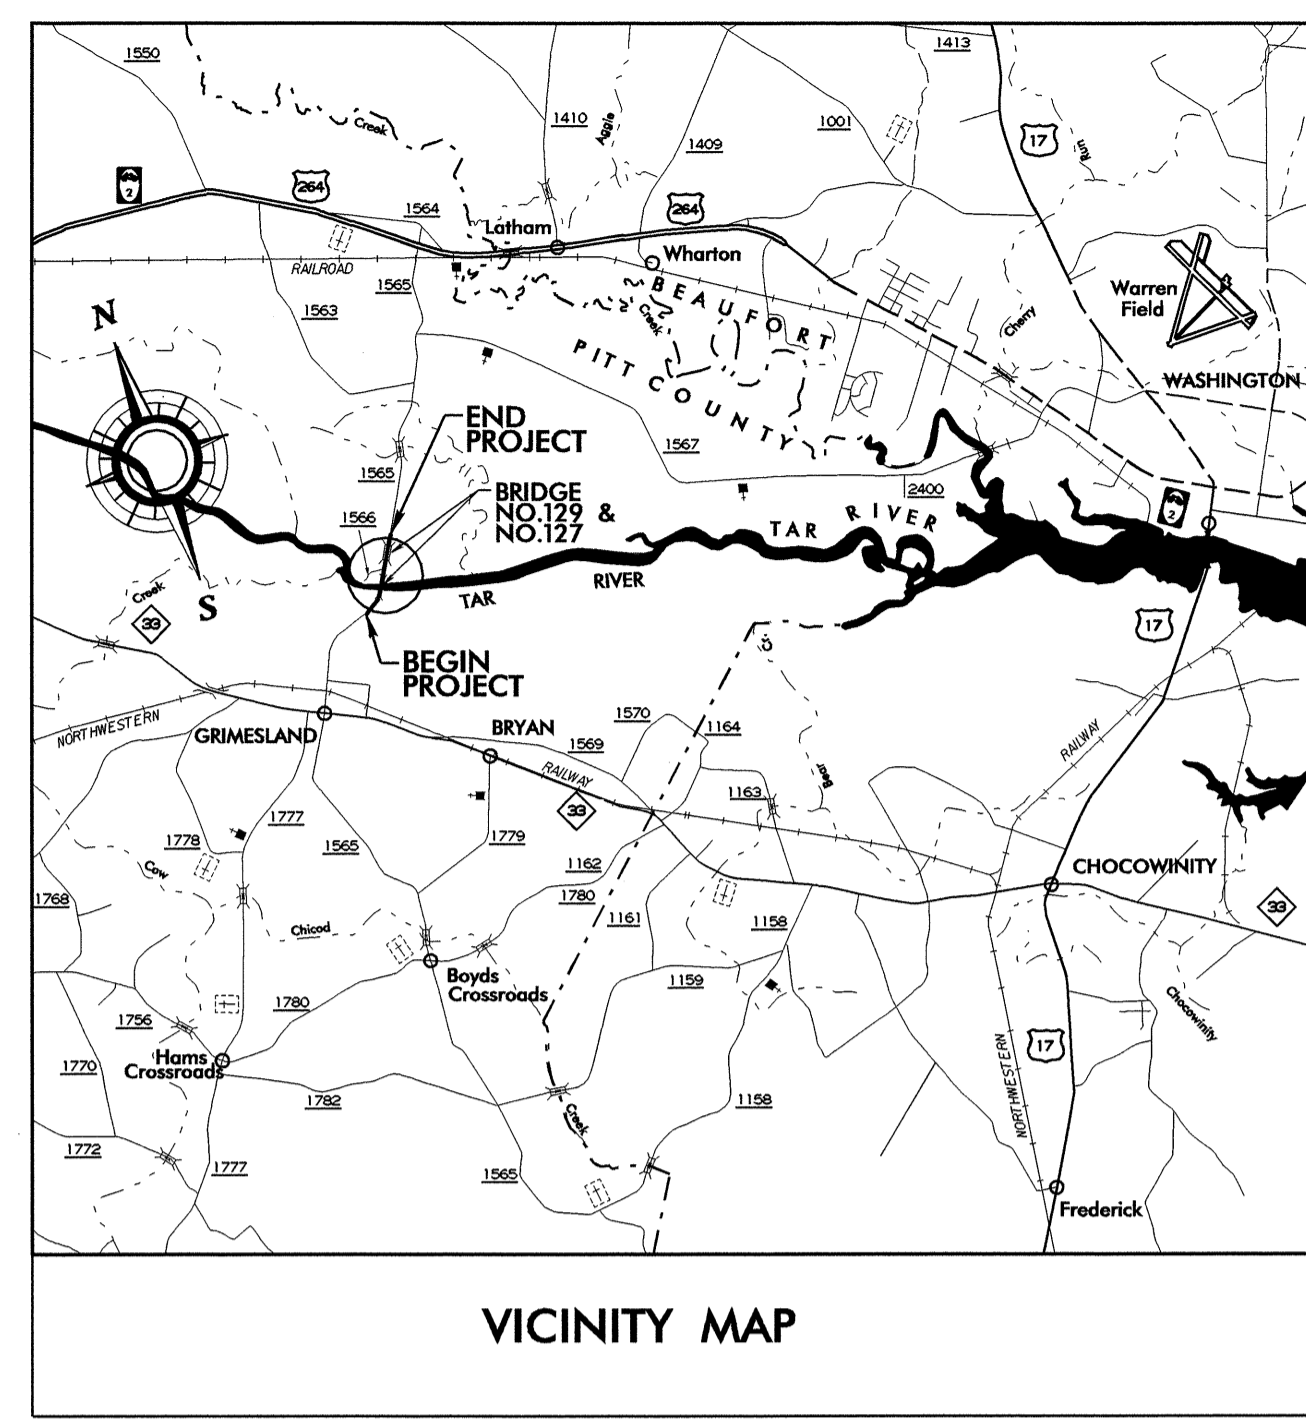 1550
1413
Creek
1410
Aggie
1409
1001
17
Run
2
264
1564
264
Latham
Wharton
RAILROAD
1565
1563
BEAUFORT
Creek
Cherry
Warren
Field
N
PITT COUNTY
WASHINGTON
END
PROJECT
1567
1565
BRIDGE
NO.129 &
NO.127
2400
2
1566
TAR RIVER
TAR RIVER
Creek
33
S
17
Cr.
BEGIN
PROJECT
NORTHWESTERN
GRIMESLAND
BRYAN
1570
1164
1569
RAILWAY
RAILWAY
33
1163
Bear
1777
1778
1565
1779
Cow
1162
CHOCOWINITY
1768
1780
1161
1158
33
Chicod
Boyds
Crossroads
1159
1780
1756
Chocowinity
Hams
Crossroads
17
NORTHWESTERN
1770
1782
1158
Creek
1772
1777
1565
Frederick
VICINITY MAP